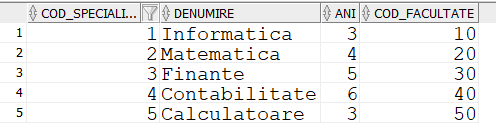 COD_SPECIALI... DENUMIRE ANI COD_FACULTATE
1 1 Informatica 3 10
2 2 Matematica 4 20
3 3 Finante 5 30
4 4 Contabilitate 6 40
5 5 Calculatoare 3 50